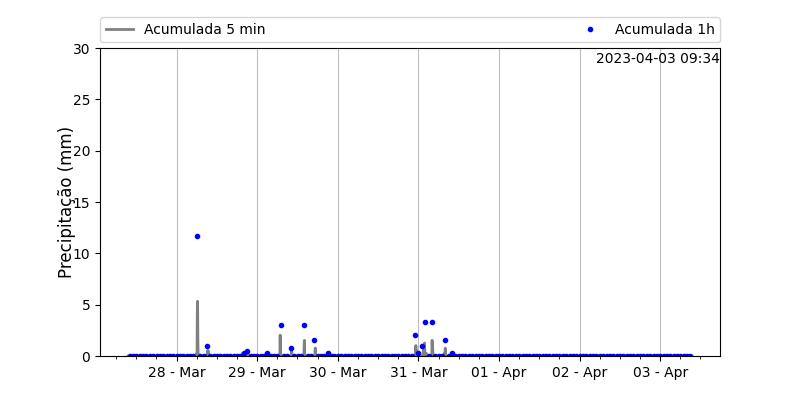 Acumulada 5 min
Acumulada 1h
2023-04-03 09:34
Precipitação (mm)
30
25
20
15
10
5
0
28 - Mar
29 - Mar
30 - Mar
31 - Mar
01 - Apr
02 - Apr
03 - Apr